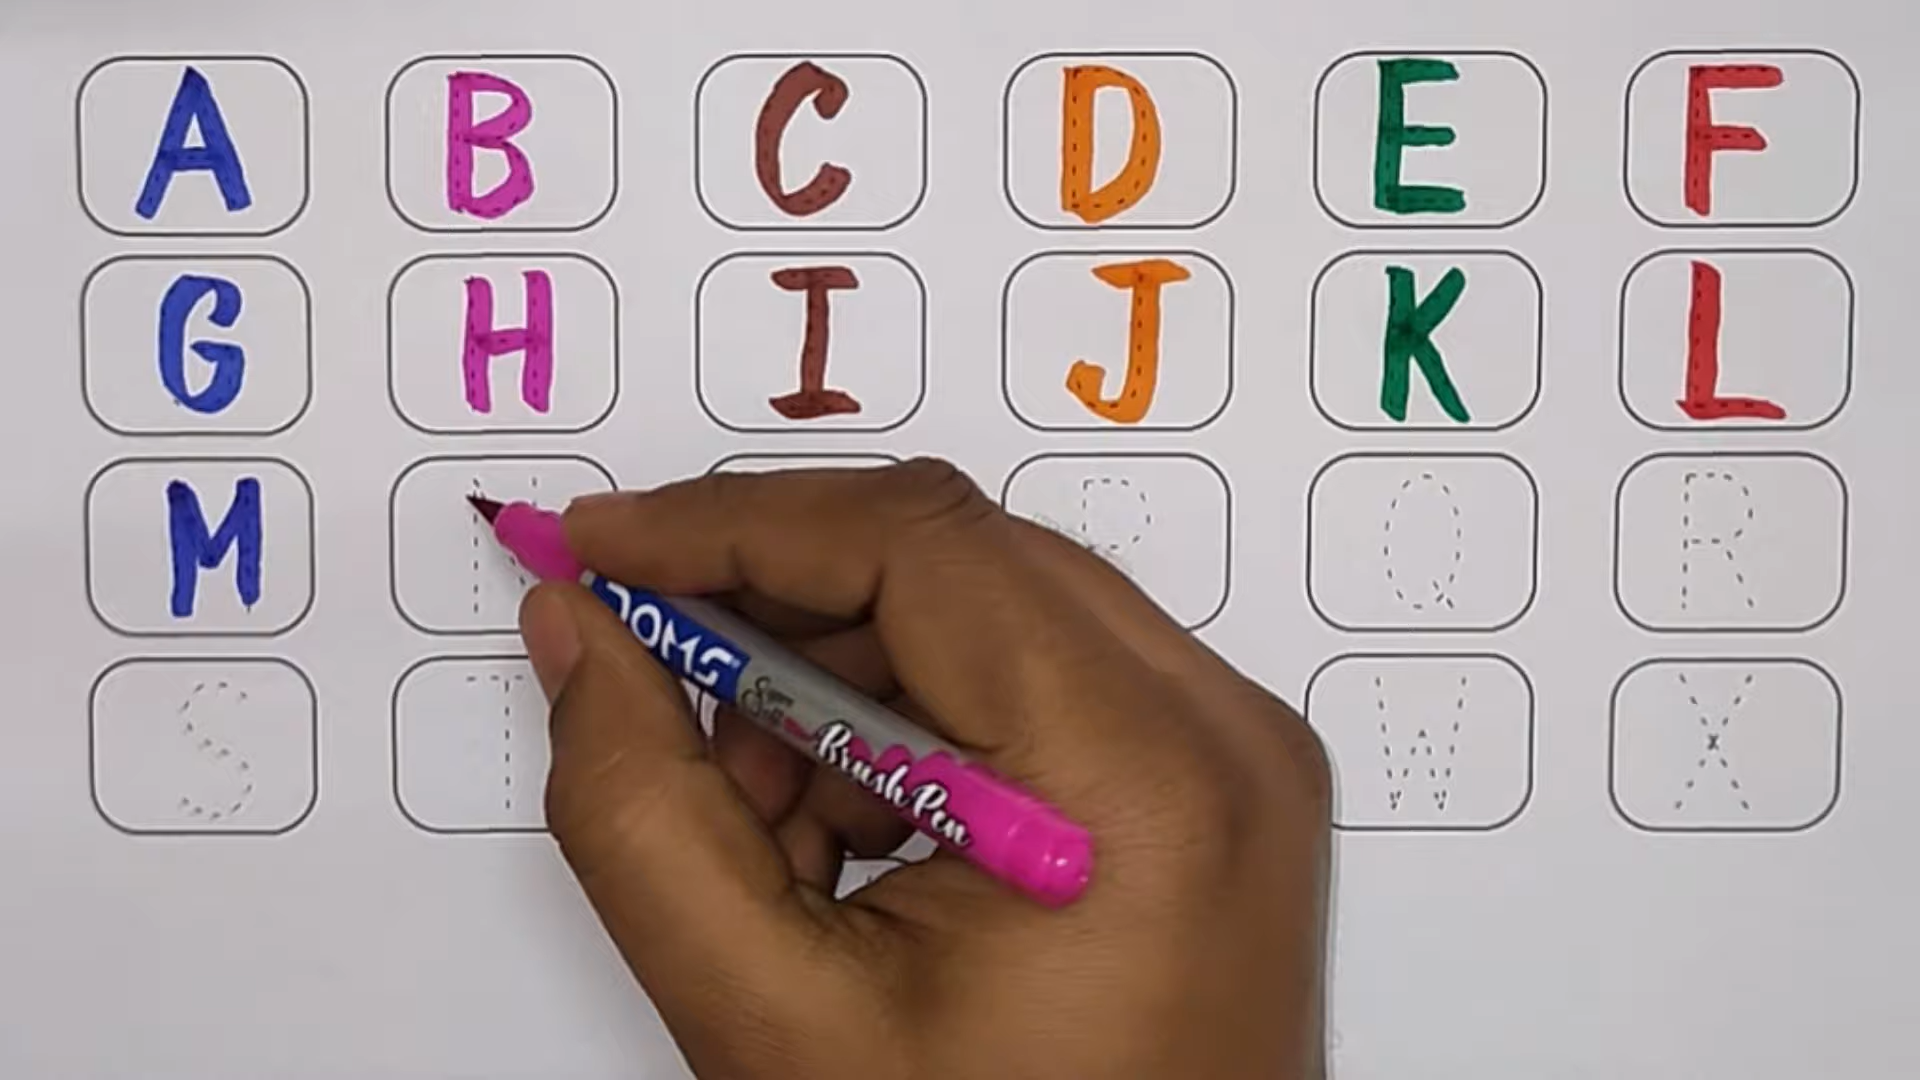 A B C D E F
G H I J K L
M N P Q R
S T W X
DOMS
Super Soft
Brush Pen